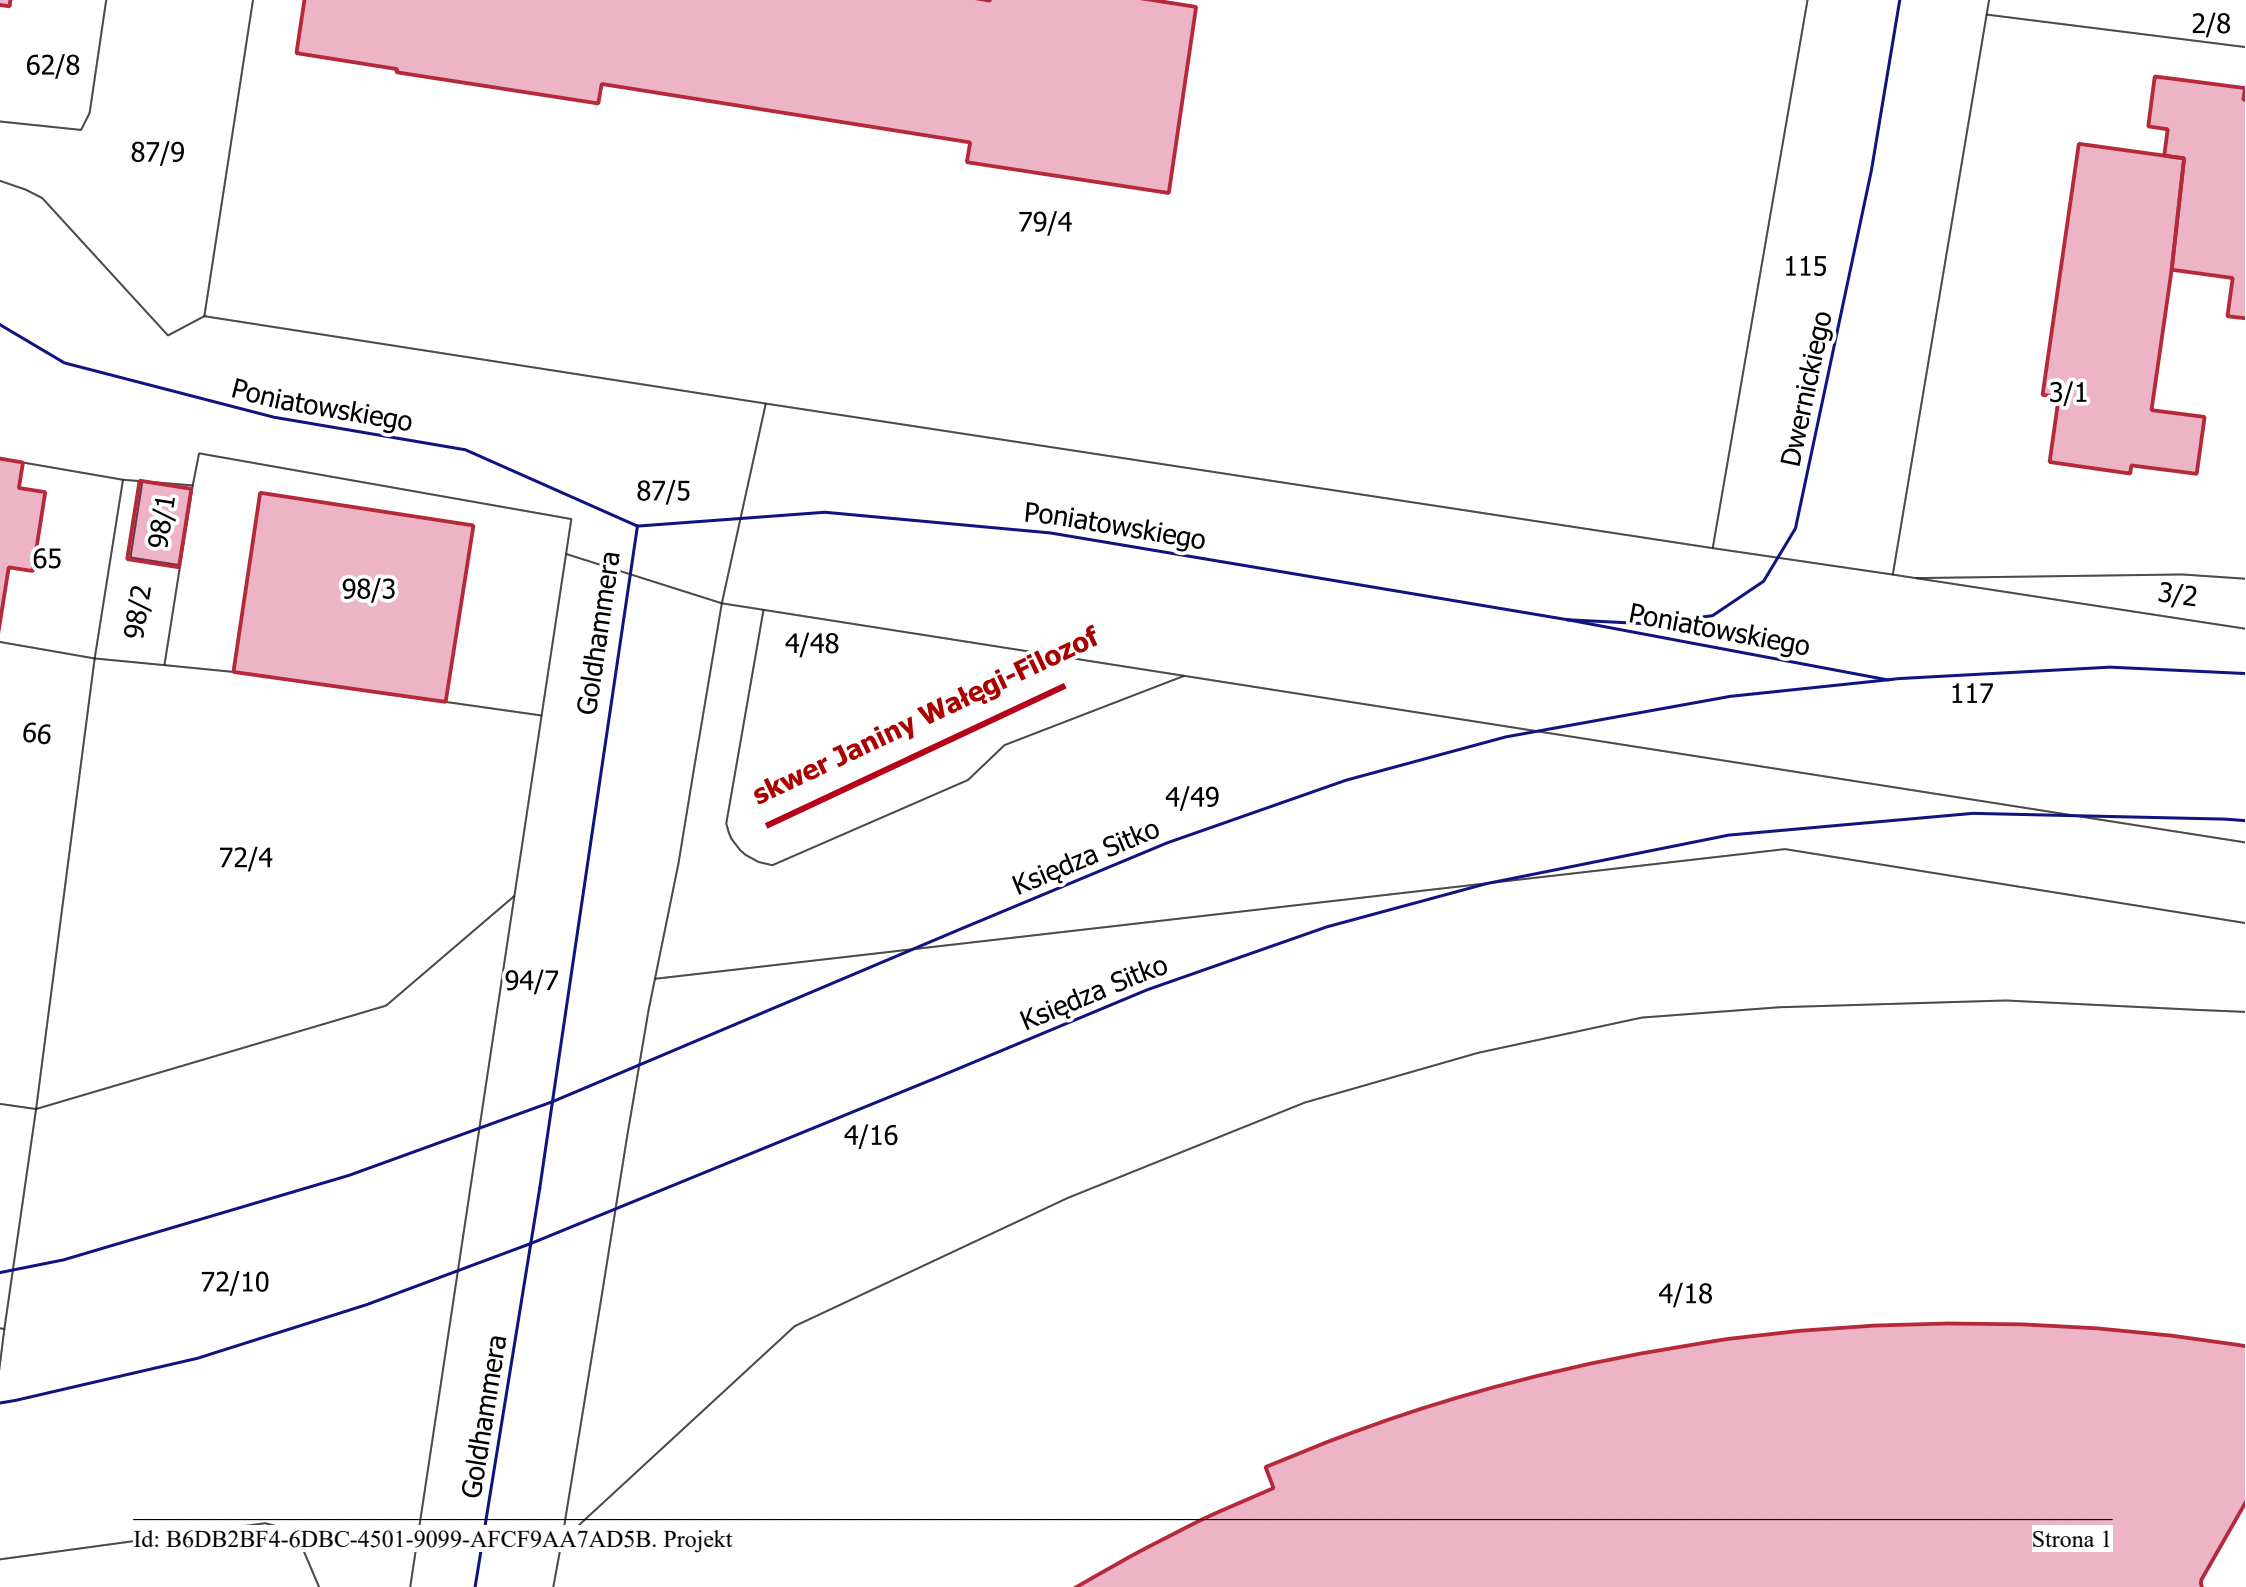 2/8
62/8
87/9
79/4
115
Dwernickiego
3/1
Poniatowskiego
87/5
Poniatowskiego
98/1
65
98/3
98/2
3/2
Goldhammera
4/48
Poniatowskiego
skwer Janiny Wałęgi-Filozof
117
66
4/49
Księdza Sitko
72/4
94/7
Księdza Sitko
4/16
72/10
4/18
Goldhammera
Id: B6DB2BF4-6DBC-4501-9099-AFCF9AA7AD5B. Projekt
Strona 1